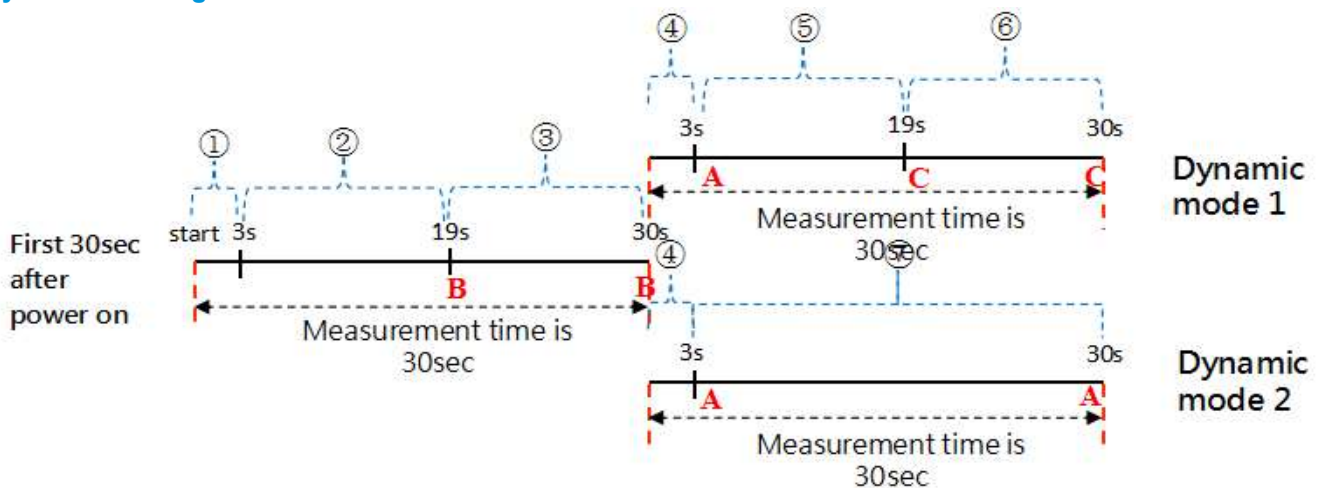 ④ ⑤ ⑥
3s 19s 30s
A C C
Dynamic
mode 1
Measurement time is
30sec
① ② ③
start 3s 19s 30s
First 30sec
after
power on
B B
Measurement time is
30sec
④ ⑦
3s 30s
A A
Dynamic
mode 2
Measurement time is
30sec